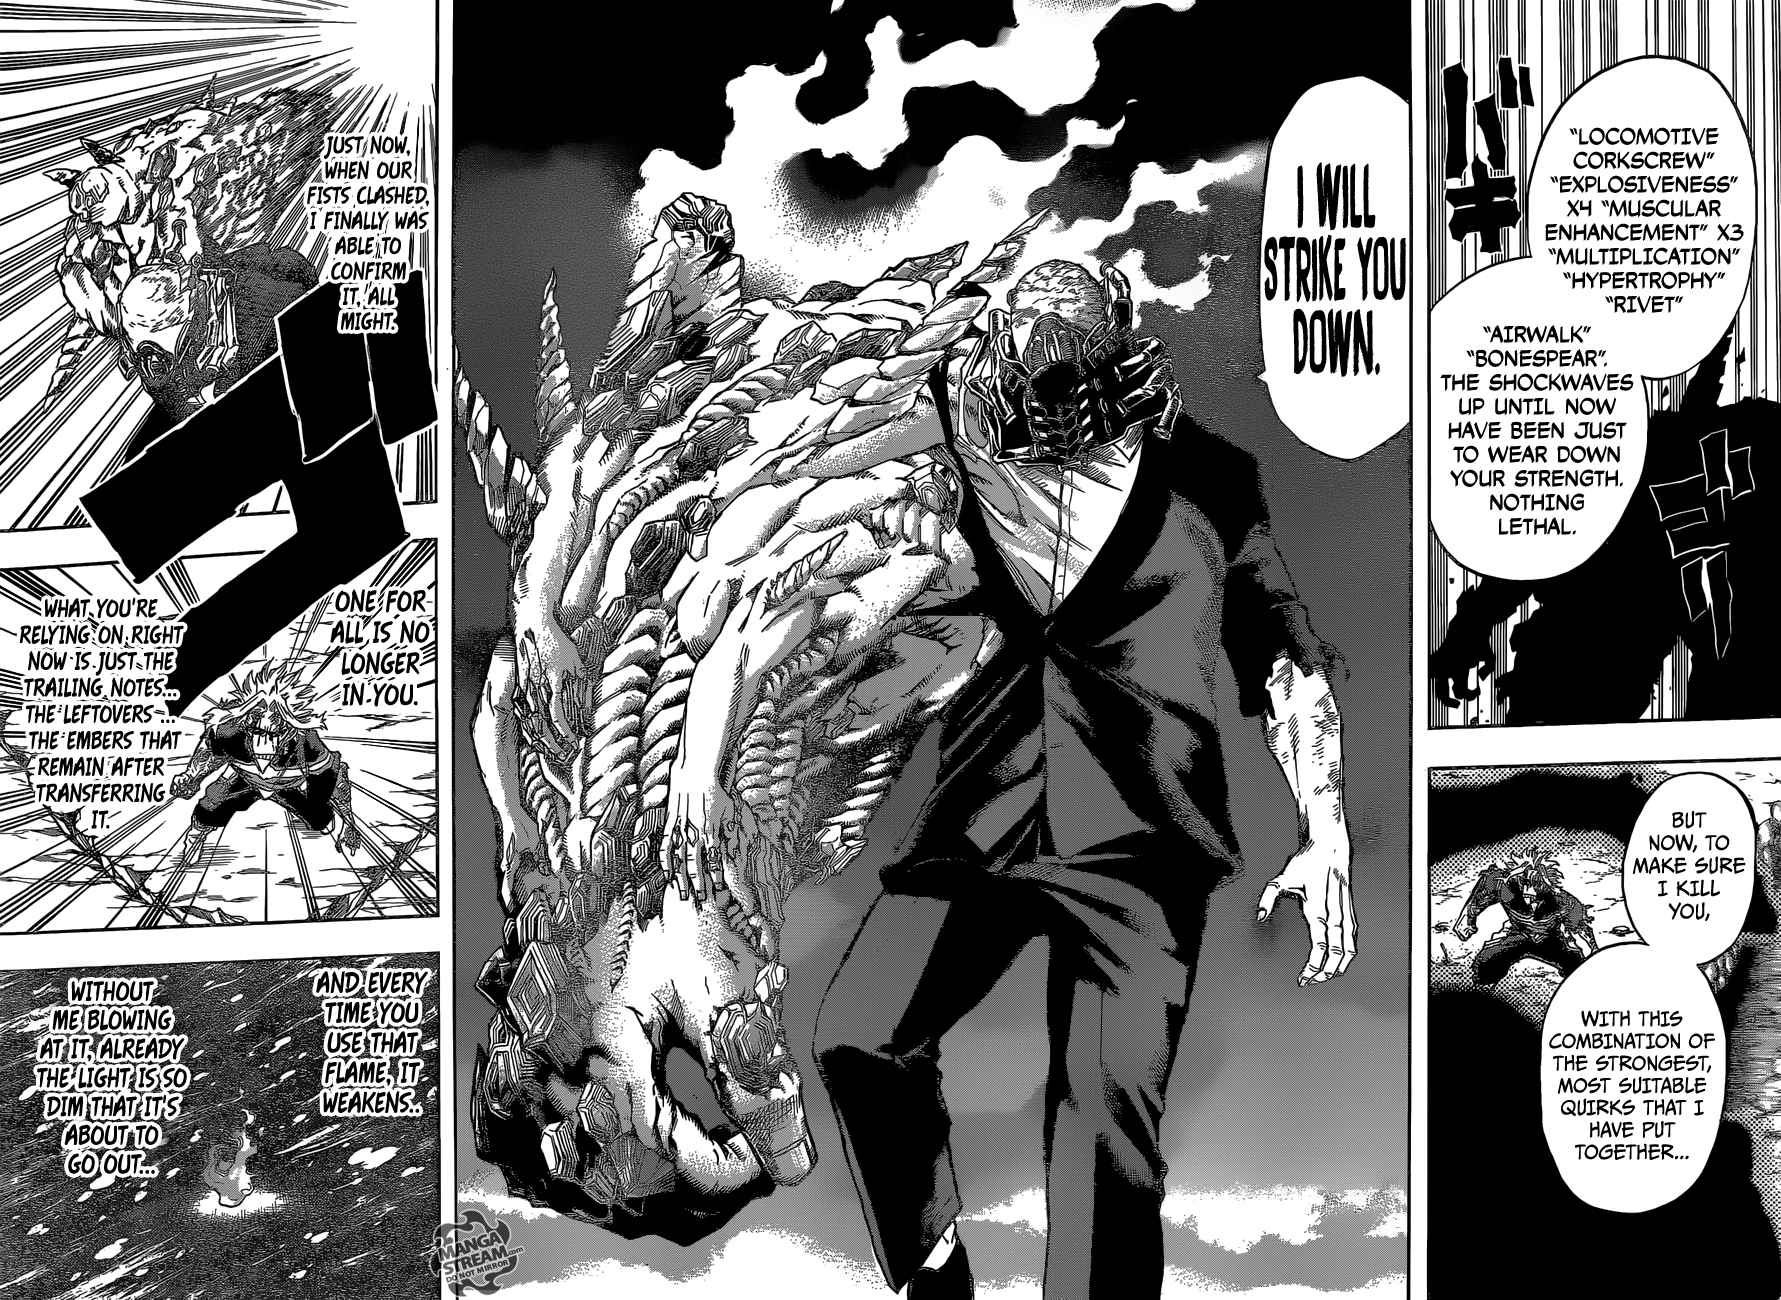 "LOCOMOTIVE
CORKSCREW"
"EXPLOSIVENESS"
X4 "MUSCULAR
ENHANCEMENT" X3
"MULTIPLICATION"
"HYPERTROPHY"
"RIVET"
"AIRWALK"
"BONESPEAR".
THE SHOCKWAVES
UP UNTIL NOW
HAVE BEEN JUST
TO WEAR DOWN
YOUR STRENGTH.
NOTHING
LETHAL.
BUT
NOW, TO
MAKE SURE
I KILL
YOU,
WITH THIS
COMBINATION OF
THE STRONGEST,
MOST SUITABLE
QUIRKS THAT I
HAVE PUT
TOGETHER...
I WILL
STRIKE YOU
DOWN.
JUST NOW,
WHEN OUR
FISTS CLASHED,
I FINALLY WAS
ABLE TO
CONFIRM
IT, ALL
MIGHT.
ONE FOR
ALL IS NO
LONGER
IN YOU.
WHAT YOU'RE
RELYING ON RIGHT
NOW IS JUST THE
TRAILING NOTES...
THE LEFTOVERS ...
THE EMBERS THAT
REMAIN AFTER
TRANSFERRING
IT.
AND EVERY
TIME YOU
USE THAT
FLAME, IT
WEAKENS..
WITHOUT
ME BLOWING
AT IT, ALREADY
THE LIGHT IS SO
DIM THAT IT'S
ABOUT TO
GO OUT...
MANGA
STREAM.com
DO NOT MIRROR